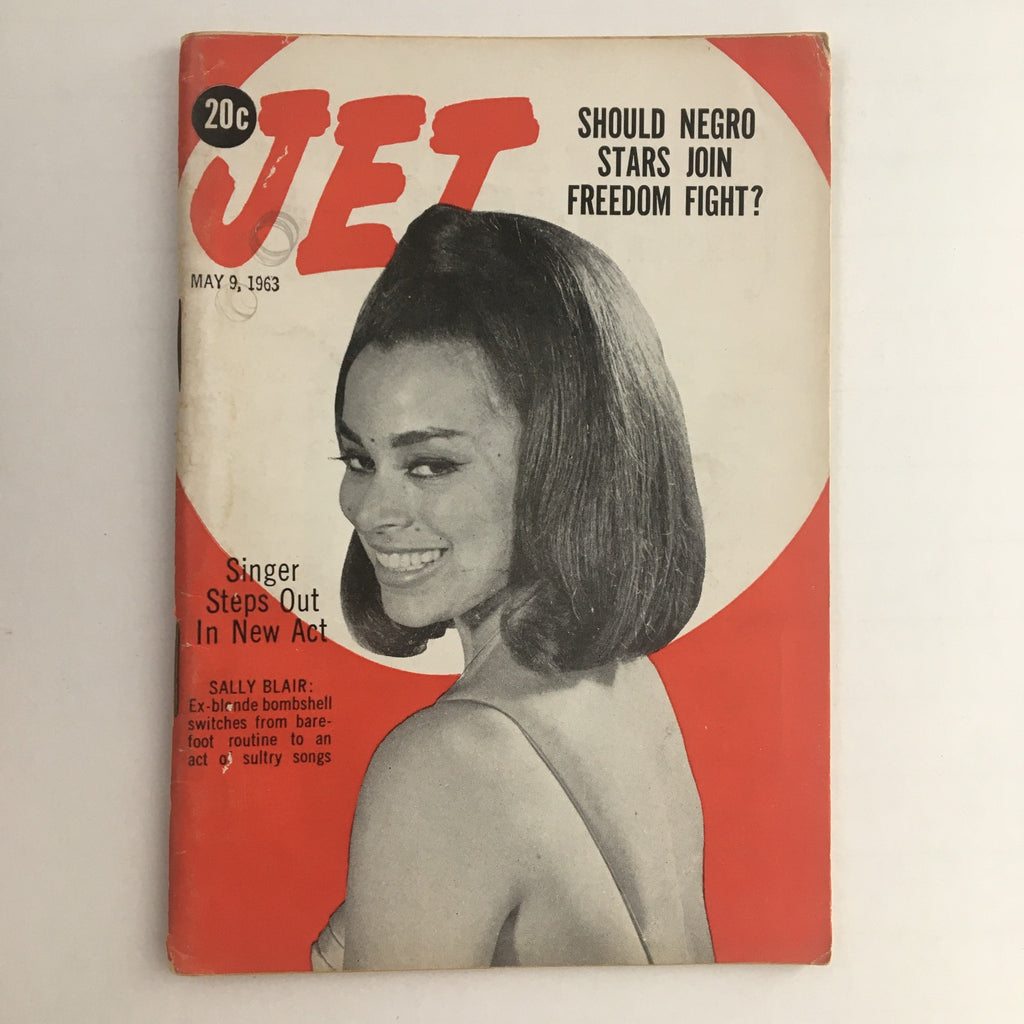 20c
JET
SHOULD NEGRO
STARS JOIN
FREEDOM FIGHT?
MAY 9, 1963
Singer
Steps Out
In New Act
SALLY BLAIR:
Ex-blonde bombshell
switches from bare-
foot routine to an
act of sultry songs